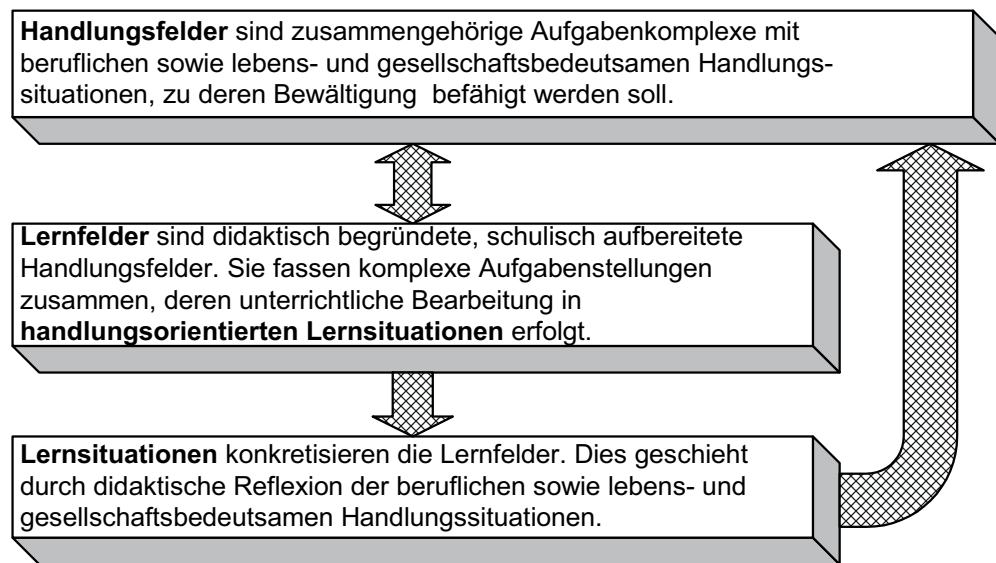 Handlungsfelder sind zusammengehörige Aufgabenkomplexe mit
beruflichen sowie lebens- und gesellschaftsbedeutsamen Handlungs-
situationen, zu deren Bewältigung  befähigt werden soll.
Lernfelder sind didaktisch begründete, schulisch aufbereitete
Handlungsfelder. Sie fassen komplexe Aufgabenstellungen
zusammen, deren unterrichtliche Bearbeitung in
handlungsorientierten Lernsituationen erfolgt.
Lernsituationen konkretisieren die Lernfelder. Dies geschieht
durch didaktische Reflexion der beruflichen sowie lebens- und
gesellschaftsbedeutsamen Handlungssituationen.